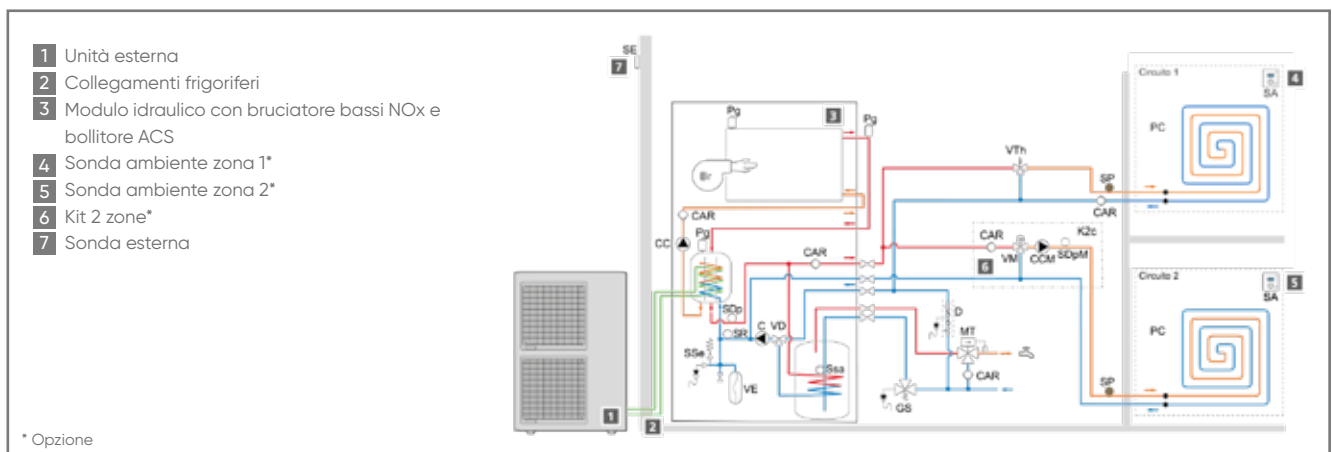 1 Unità esterna
2 Collegamenti frigoriferi
3 Modulo idraulico con bruciatore bassi NOx e
bollitore ACS
4 Sonda ambiente zona 1*
5 Sonda ambiente zona 2*
6 Kit 2 zone*
7 Sonda esterna
* Opzione
SE
7
Pg
3
Pg
Br
CAR
CC
Pg
CAR
SDp
SR
C
VD
SSe
VE
Ssa
1
2
VTh
SP
CAR
CAR
K2c
6
VM
CCM
SDpM
D
MT
CAR
GS
SP
Circuito 1
SA
4
PC
Circuito 2
SA
5
PC